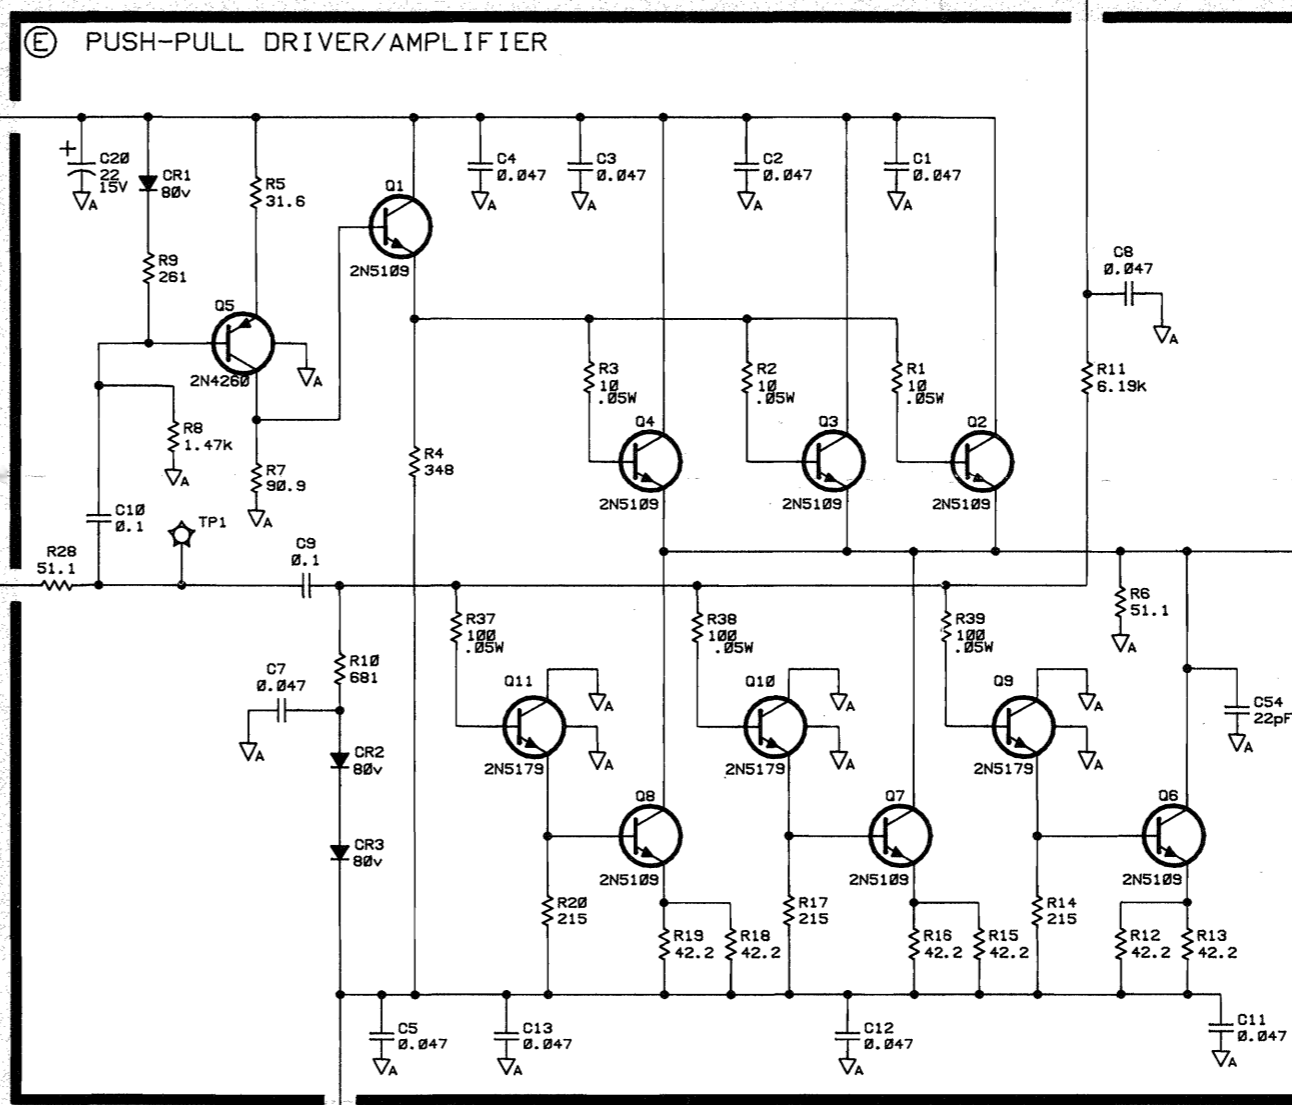 E PUSH-PULL DRIVER/AMPLIFIER
+
C20
22
15V
A
CR1
80v
R5
31.6
Q1
2N5109
C4
0.047
A
C3
0.047
A
C2
0.047
A
C1
0.047
A
R9
261
Q5
2N4260
A
C8
0.047
A
R3
10
.05W
R2
10
.05W
R1
10
.05W
R11
6.19k
R8
1.47k
A
R7
90.9
A
R4
348
Q4
2N5109
Q3
2N5109
Q2
2N5109
C10
0.1
TP1
R28
51.1
C9
0.1
R37
100
.05W
R38
100
.05W
R39
100
.05W
R6
51.1
A
C7
0.047
A
R10
681
Q11
2N5179
A
A
Q10
2N5179
A
A
Q9
2N5179
A
A
C54
22pF
A
CR2
80v
CR3
80v
Q8
2N5109
Q7
2N5109
Q6
2N5109
R20
215
R19
42.2
R18
42.2
R17
215
R16
42.2
R15
42.2
R14
215
R12
42.2
R13
42.2
C5
0.047
A
C13
0.047
A
C12
0.047
A
C11
0.047
A